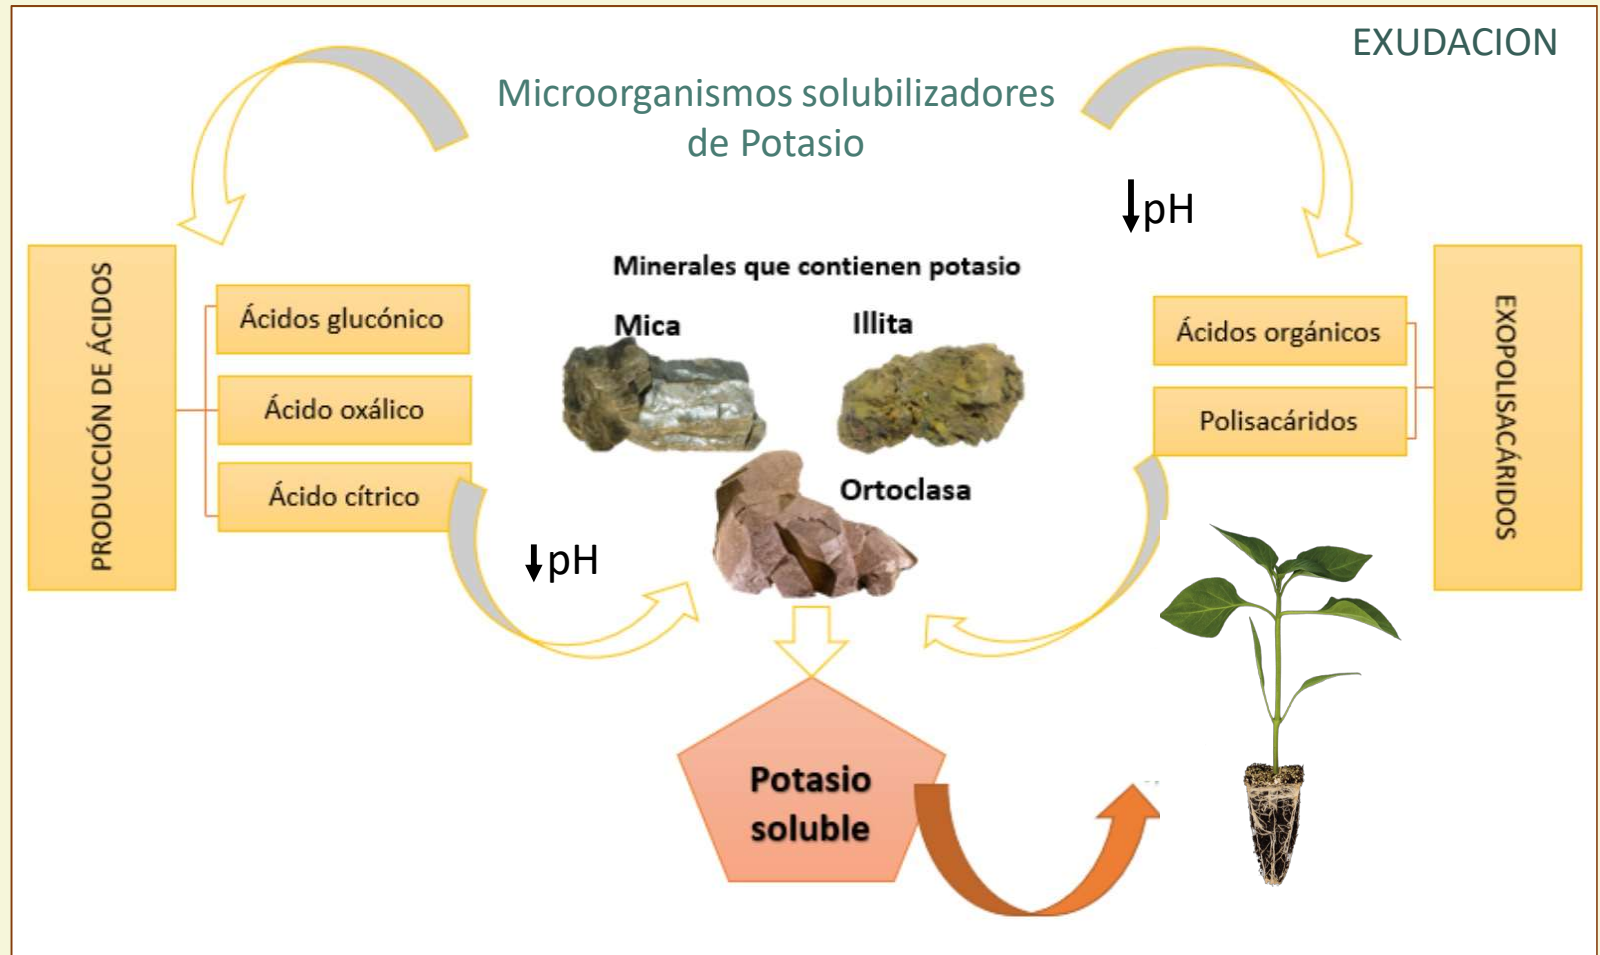 EXUDACION
Microorganismos solubilizadores
de Potasio
↓pH
Minerales que contienen potasio
Mica
Illita
Ortoclasa
PRODUCCIÓN DE ÁCIDOS
Ácidos glucónico
Ácido oxálico
Ácido cítrico
↓pH
Ácidos orgánicos
Polisacáridos
EXOPOLISACÁRIDOS
Potasio
soluble